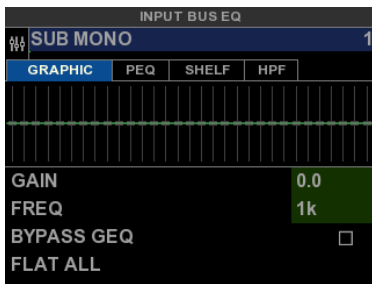 INPUT BUS EQ
SUB MONO 1
GRAPHIC PEQ SHELF HPF
GAIN 0.0
FREQ 1k
BYPASS GEQ
FLAT ALL